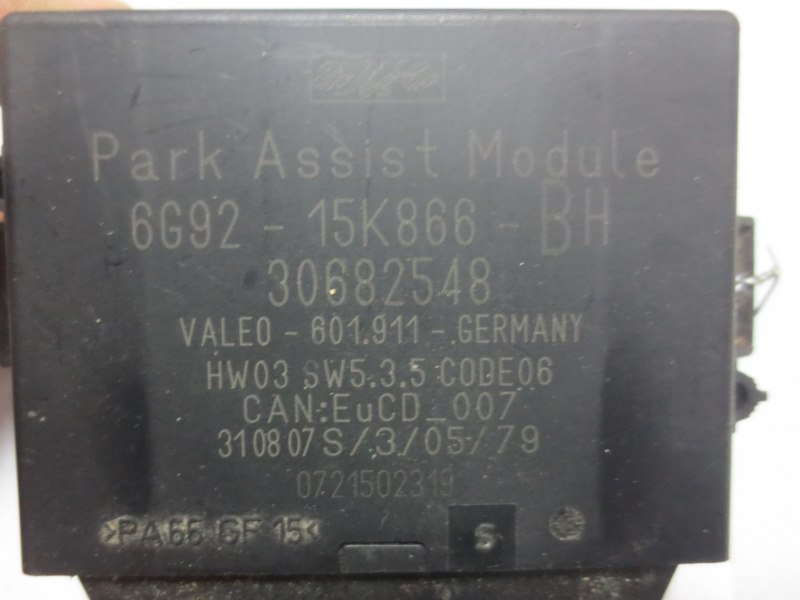 Park Assist Module
6G92 - 15K866 - BH
30682548
VALEO - 601.911 - GERMANY
HW03 SW5.3.5 CODE06
CAN:EuCD_007
310807S/3/05/79
0721502319
>PA66 GF15<
S